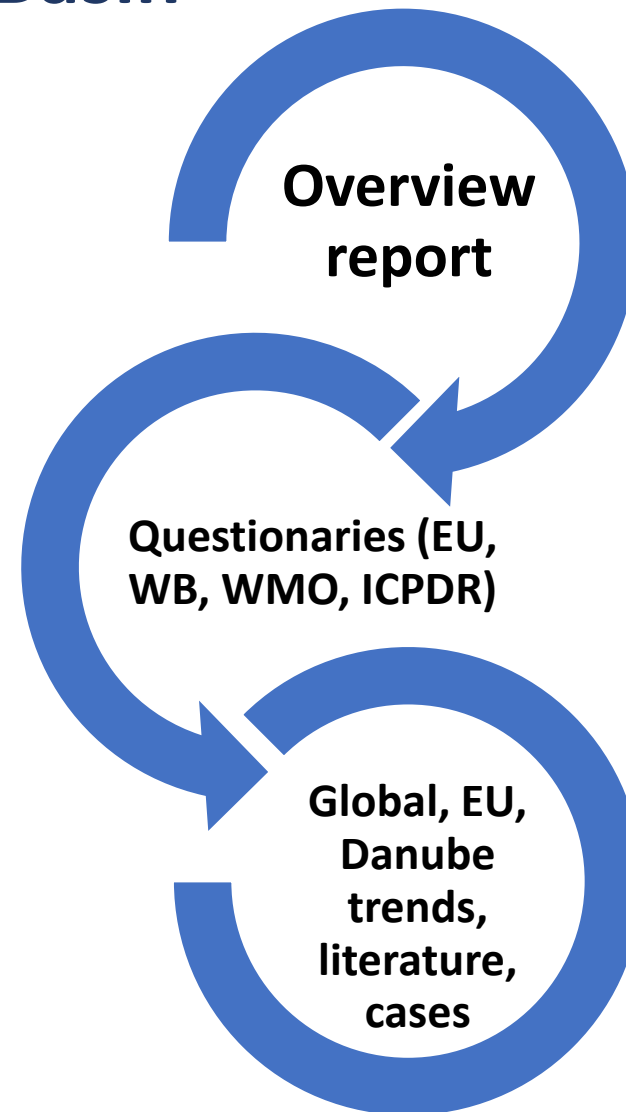 Overview
report
Questionaries (EU,
WB, WMO, ICPDR)
Global, EU,
Danube
trends,
literature,
cases